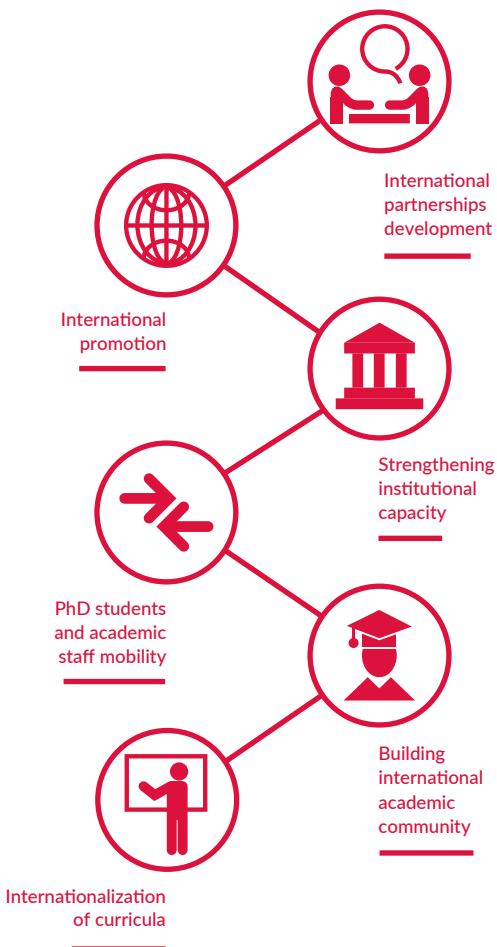 International
partnerships
development
International
promotion
Strengthening
institutional
capacity
PhD students
and academic
staff mobility
Building
international
academic
community
Internationalization
of curricula